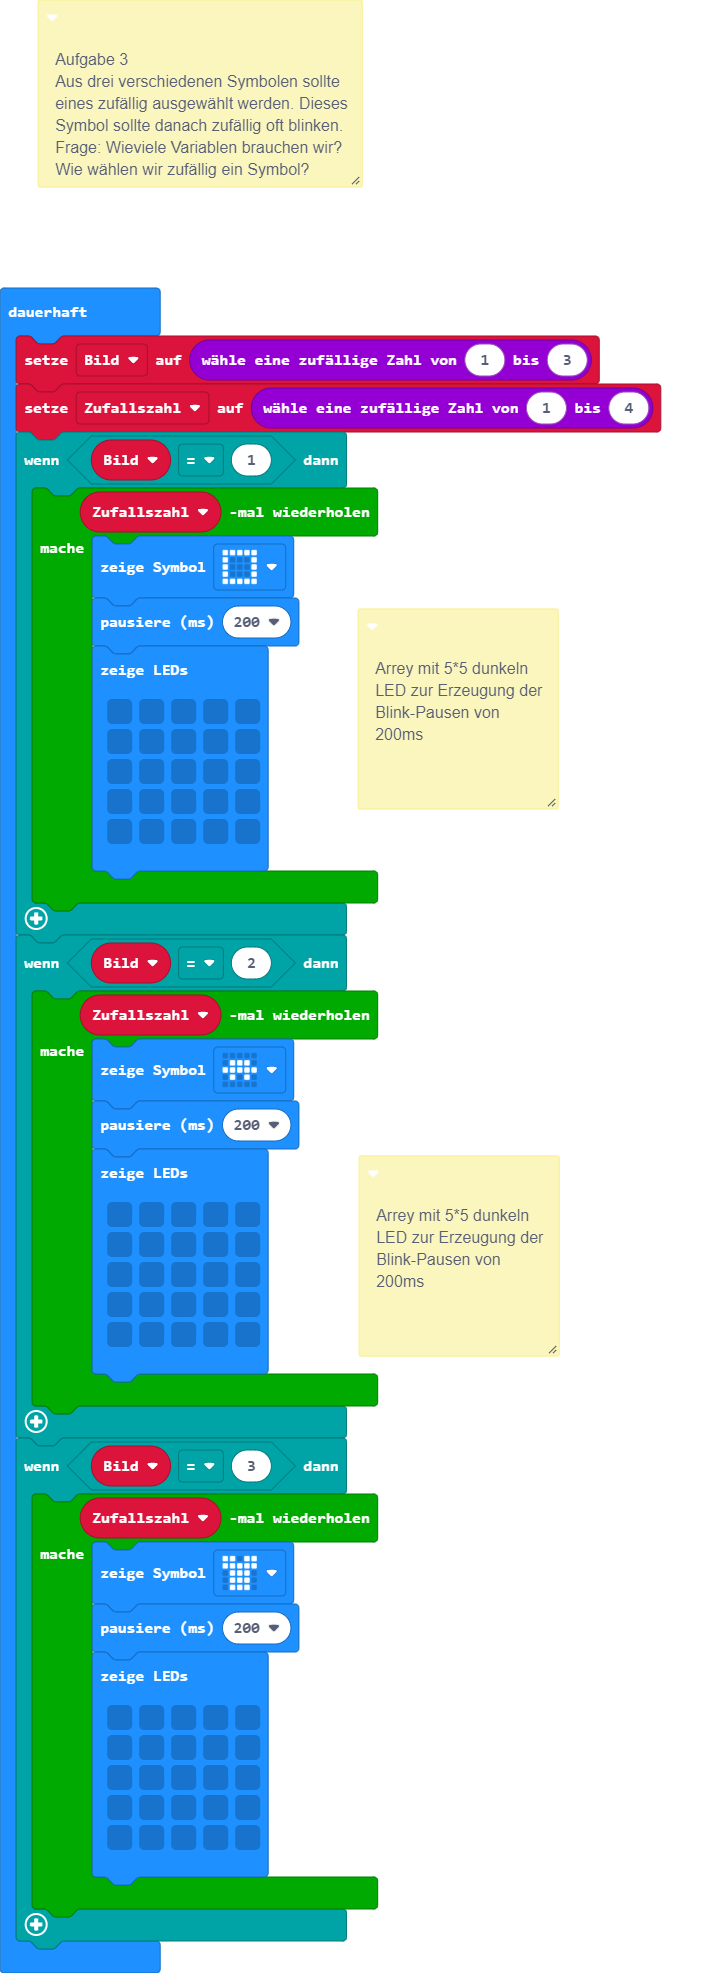 Aufgabe 3
Aus drei verschiedenen Symbolen sollte
eines zufällig ausgewählt werden. Dieses
Symbol sollte danach zufällig oft blinken.
Frage: Wieviele Variablen brauchen wir?
Wie wählen wir zufällig ein Symbol?
dauerhaft
setze Bild auf wähle eine zufällige Zahl von 1 bis 3
setze Zufallszahl auf wähle eine zufällige Zahl von 1 bis 4
wenn Bild = 1 dann
Zufallszahl -mal wiederholen
mache
zeige Symbol
pausiere (ms) 200
zeige LEDs
Arrey mit 5*5 dunkeln
LED zur Erzeugung der
Blink-Pausen von
200ms
wenn Bild = 2 dann
Zufallszahl -mal wiederholen
mache
zeige Symbol
pausiere (ms) 200
zeige LEDs
Arrey mit 5*5 dunkeln
LED zur Erzeugung der
Blink-Pausen von
200ms
wenn Bild = 3 dann
Zufallszahl -mal wiederholen
mache
zeige Symbol
pausiere (ms) 200
zeige LEDs